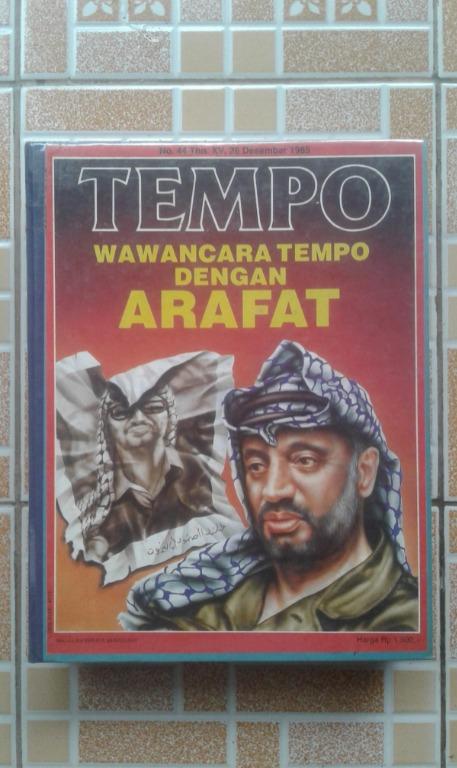 No. 44 Thn. XV, 28 Desember 1985
TEMPO
WAWANCARA TEMPO
DENGAN
ARAFAT
Harga Rp 1.500,-